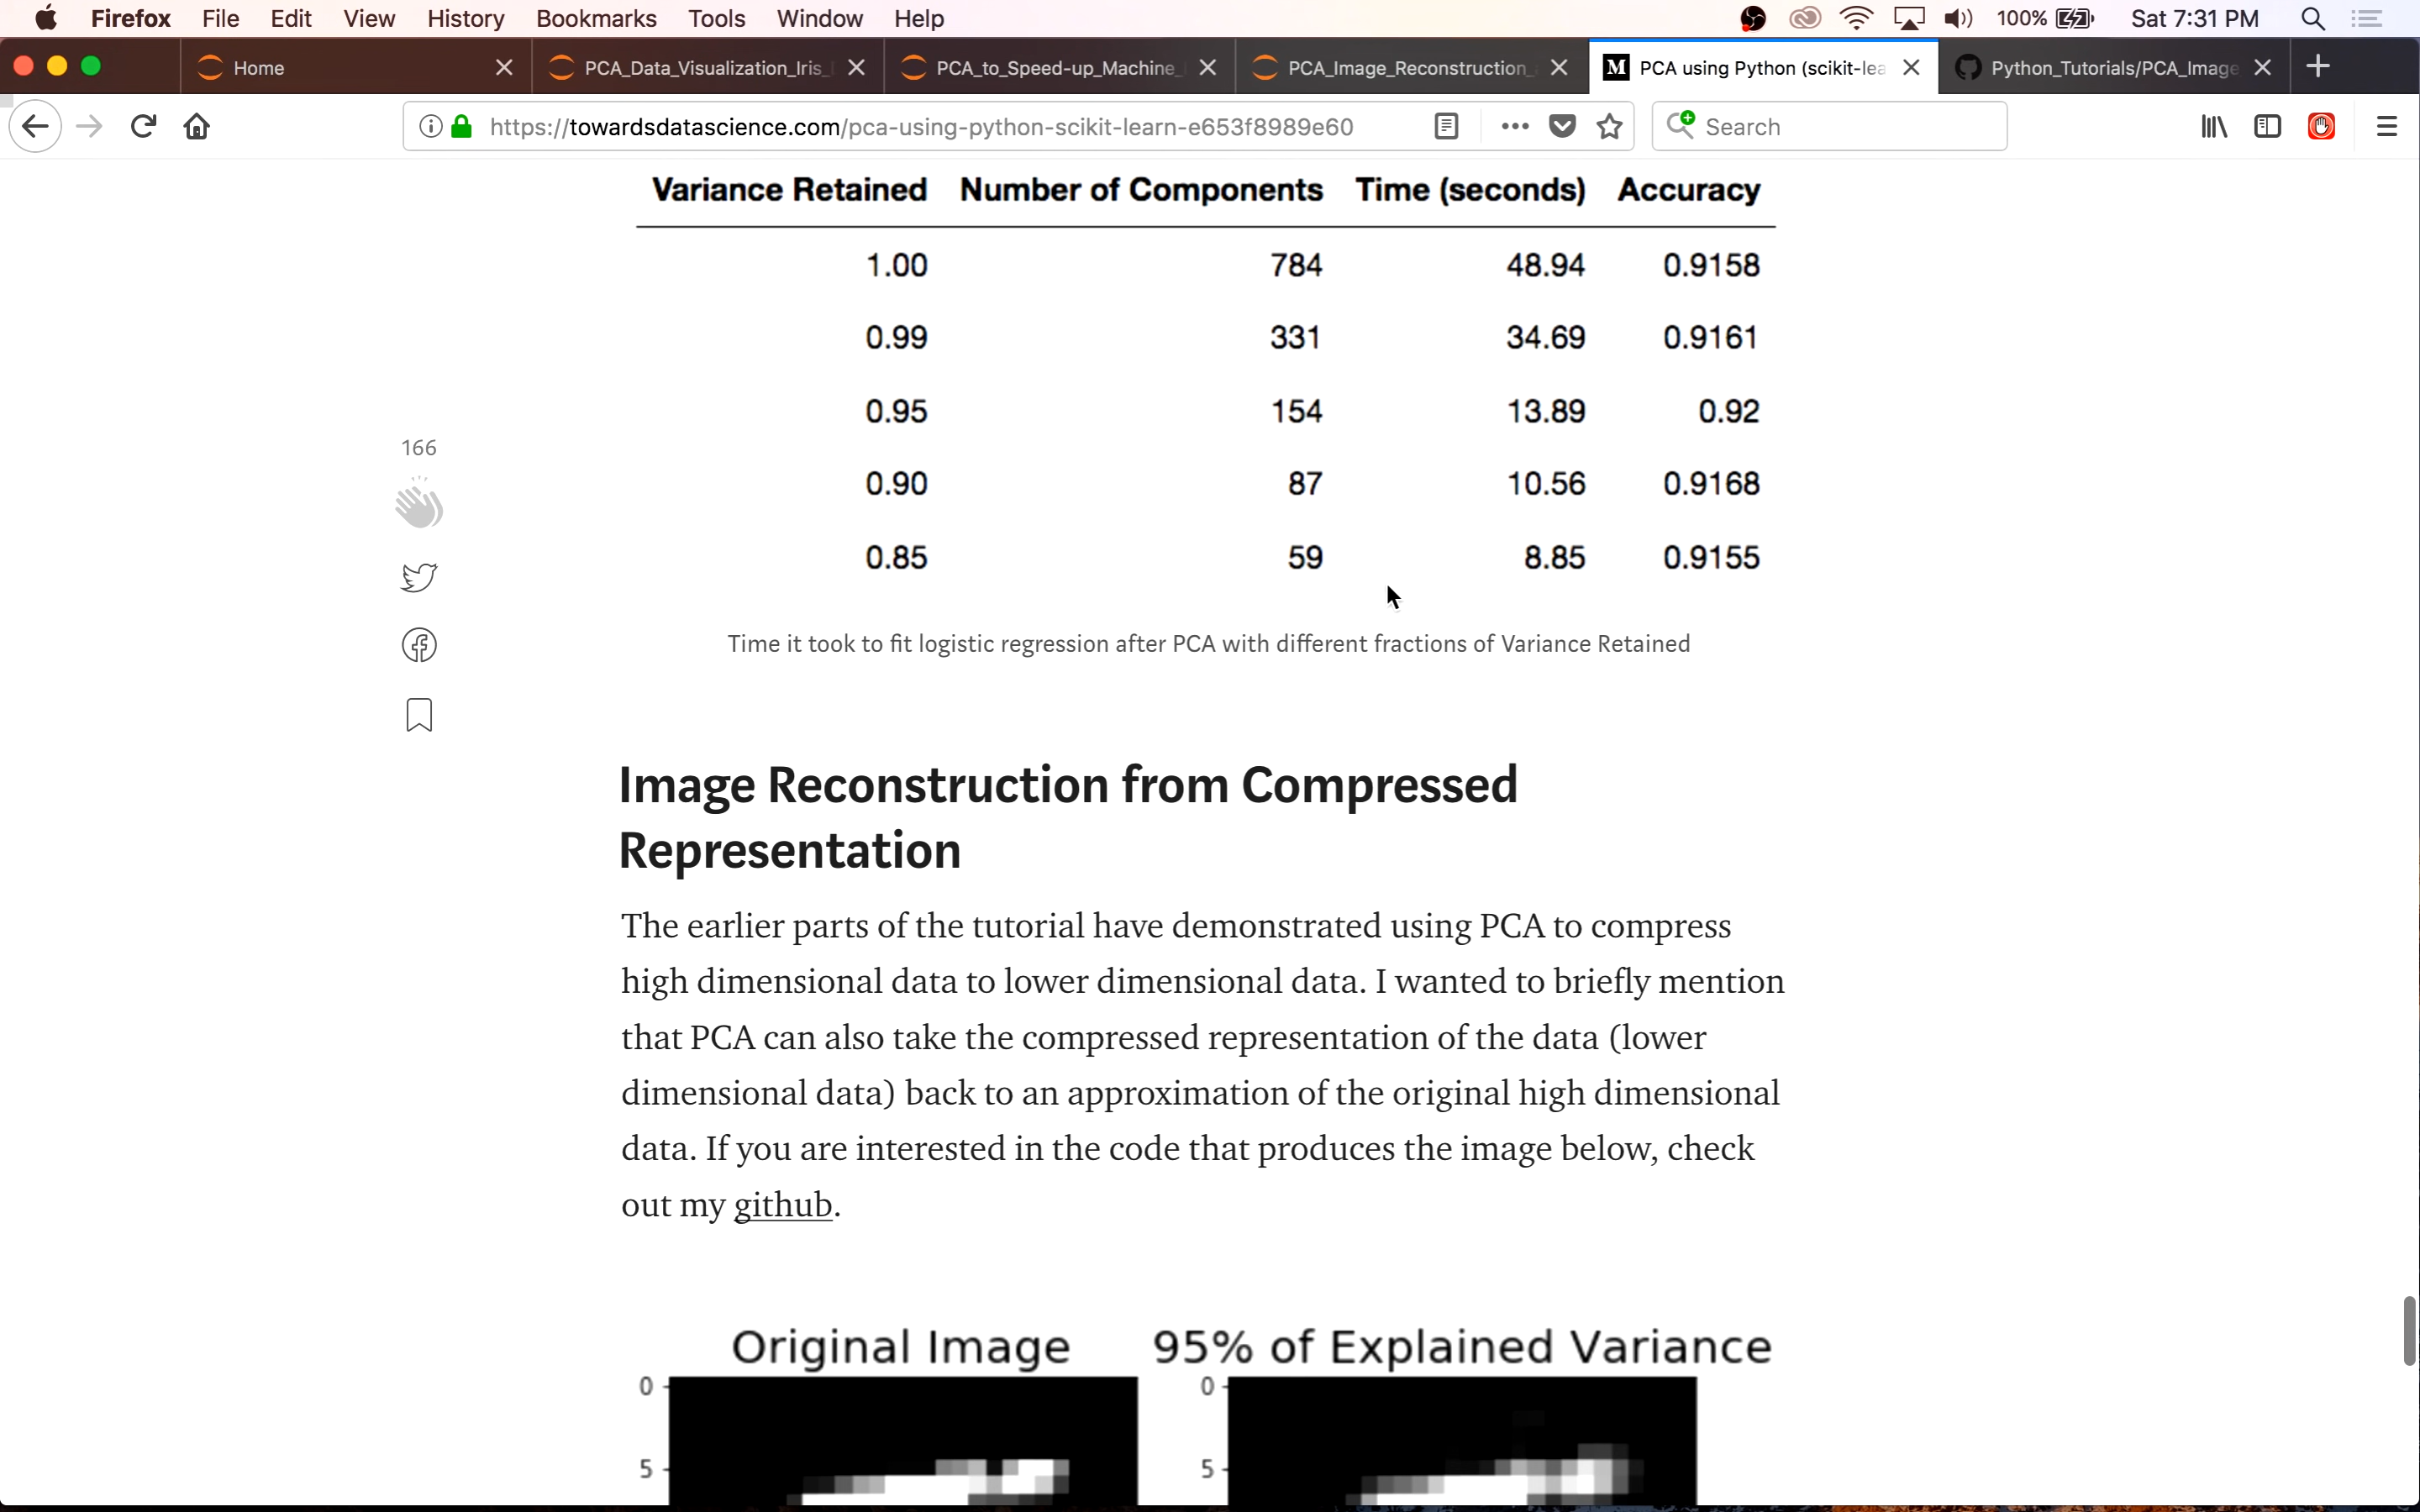 Firefox File Edit View History Bookmarks Tools Window Help 100% Sat 7:31 PM
Home PCA_Data_Visualization_Iris_ PCA_to_Speed-up_Machine_ PCA_Image_Reconstruction_ M PCA using Python (scikit-lea Python_Tutorials/PCA_Image
https://towardsdatascience.com/pca-using-python-scikit-learn-e653f8989e60 Search
Variance Retained Number of Components Time (seconds) Accuracy
1.00 784 48.94 0.9158
0.99 331 34.69 0.9161
0.95 154 13.89 0.92
166
0.90 87 10.56 0.9168
0.85 59 8.85 0.9155
Time it took to fit logistic regression after PCA with different fractions of Variance Retained
Image Reconstruction from Compressed
Representation
The earlier parts of the tutorial have demonstrated using PCA to compress
high dimensional data to lower dimensional data. I wanted to briefly mention
that PCA can also take the compressed representation of the data (lower
dimensional data) back to an approximation of the original high dimensional
data. If you are interested in the code that produces the image below, check
out my github.
Original Image 95% of Explained Variance
0 0
5 5